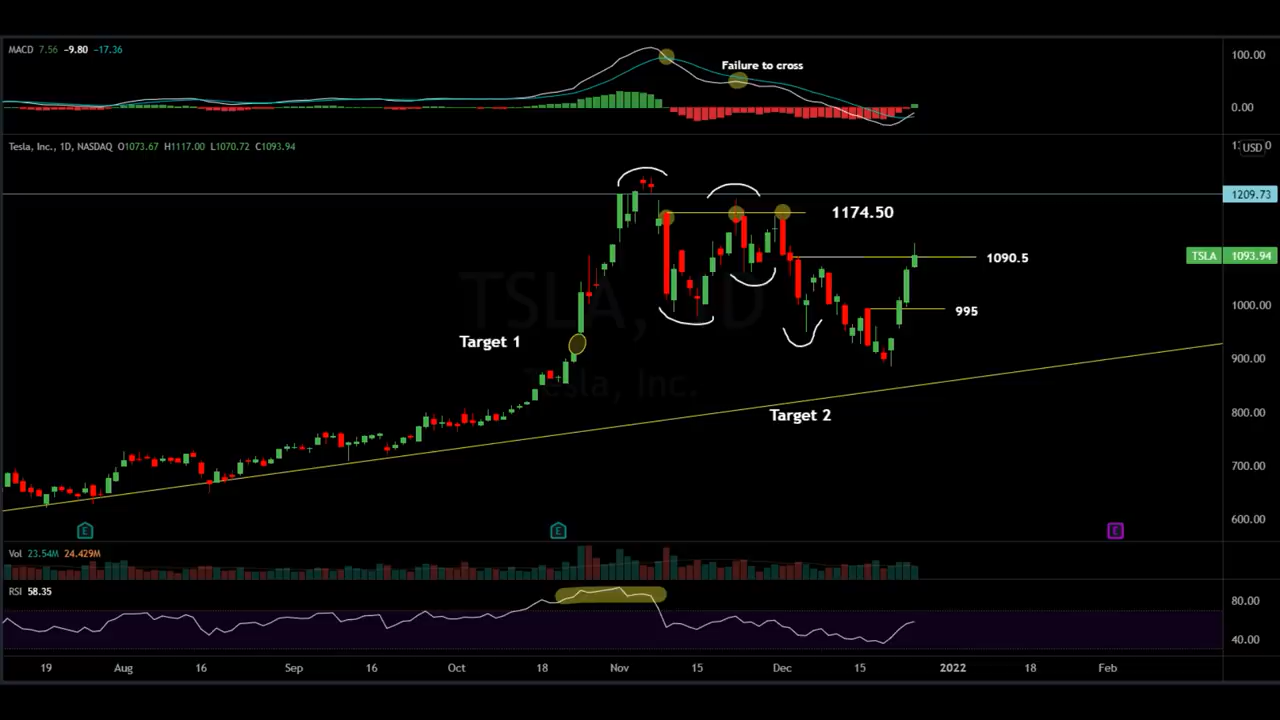 MACD 7.56 −9.80 −17.36
100.00
Failure to cross
0.00
Tesla, Inc., 1D, NASDAQ O1073.67 H1117.00 L1070.72 C1093.94
USD
1209.73
1174.50
TSLA 1093.94
1090.5
TSLA, 1D
1000.00
995
Target 1
900.00
Tesla, Inc.
800.00
Target 2
700.00
600.00
E E E
Vol 23.54M 24.429M
RSI 58.35
80.00
40.00
19 Aug 16 Sep 16 Oct 18 Nov 15 Dec 15 2022 18 Feb